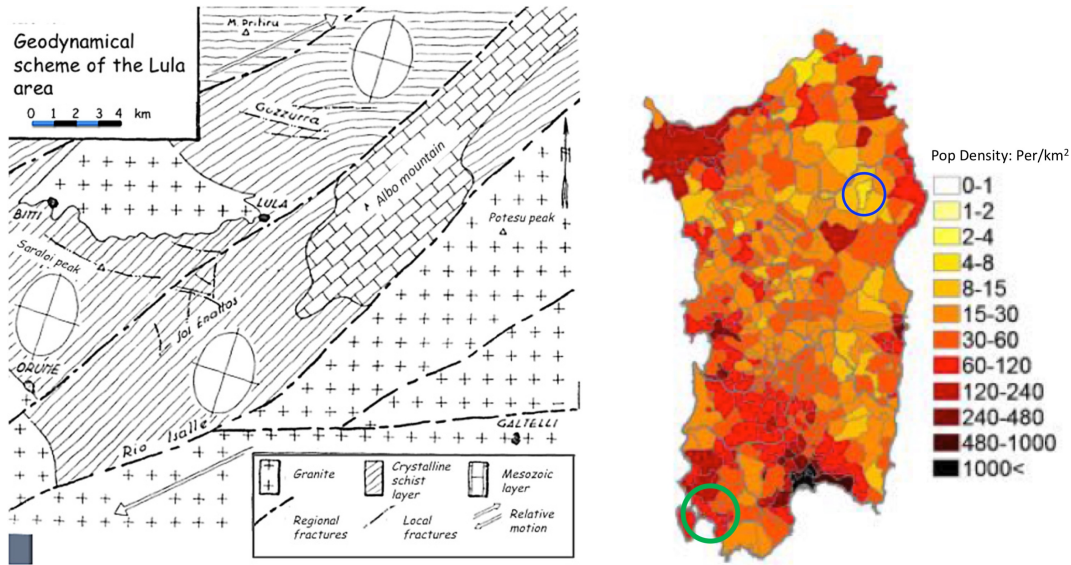 Geodynamical
scheme of the Lula
area
0 1 2 3 4 km
M. Pritiru
Guzzurra
Albo mountain
BITTI
LULA
Potesu peak
Saraloi peak
Joi Enattos
ORUNE
Rio Isalle
GALTELLI
Granite
Crystalline
schist
layer
Mesozoic
layer
Regional
fractures
Local
fractures
Relative
motion
Pop Density: Per/km²
0-1
1-2
2-4
4-8
8-15
15-30
30-60
60-120
120-240
240-480
480-1000
1000<